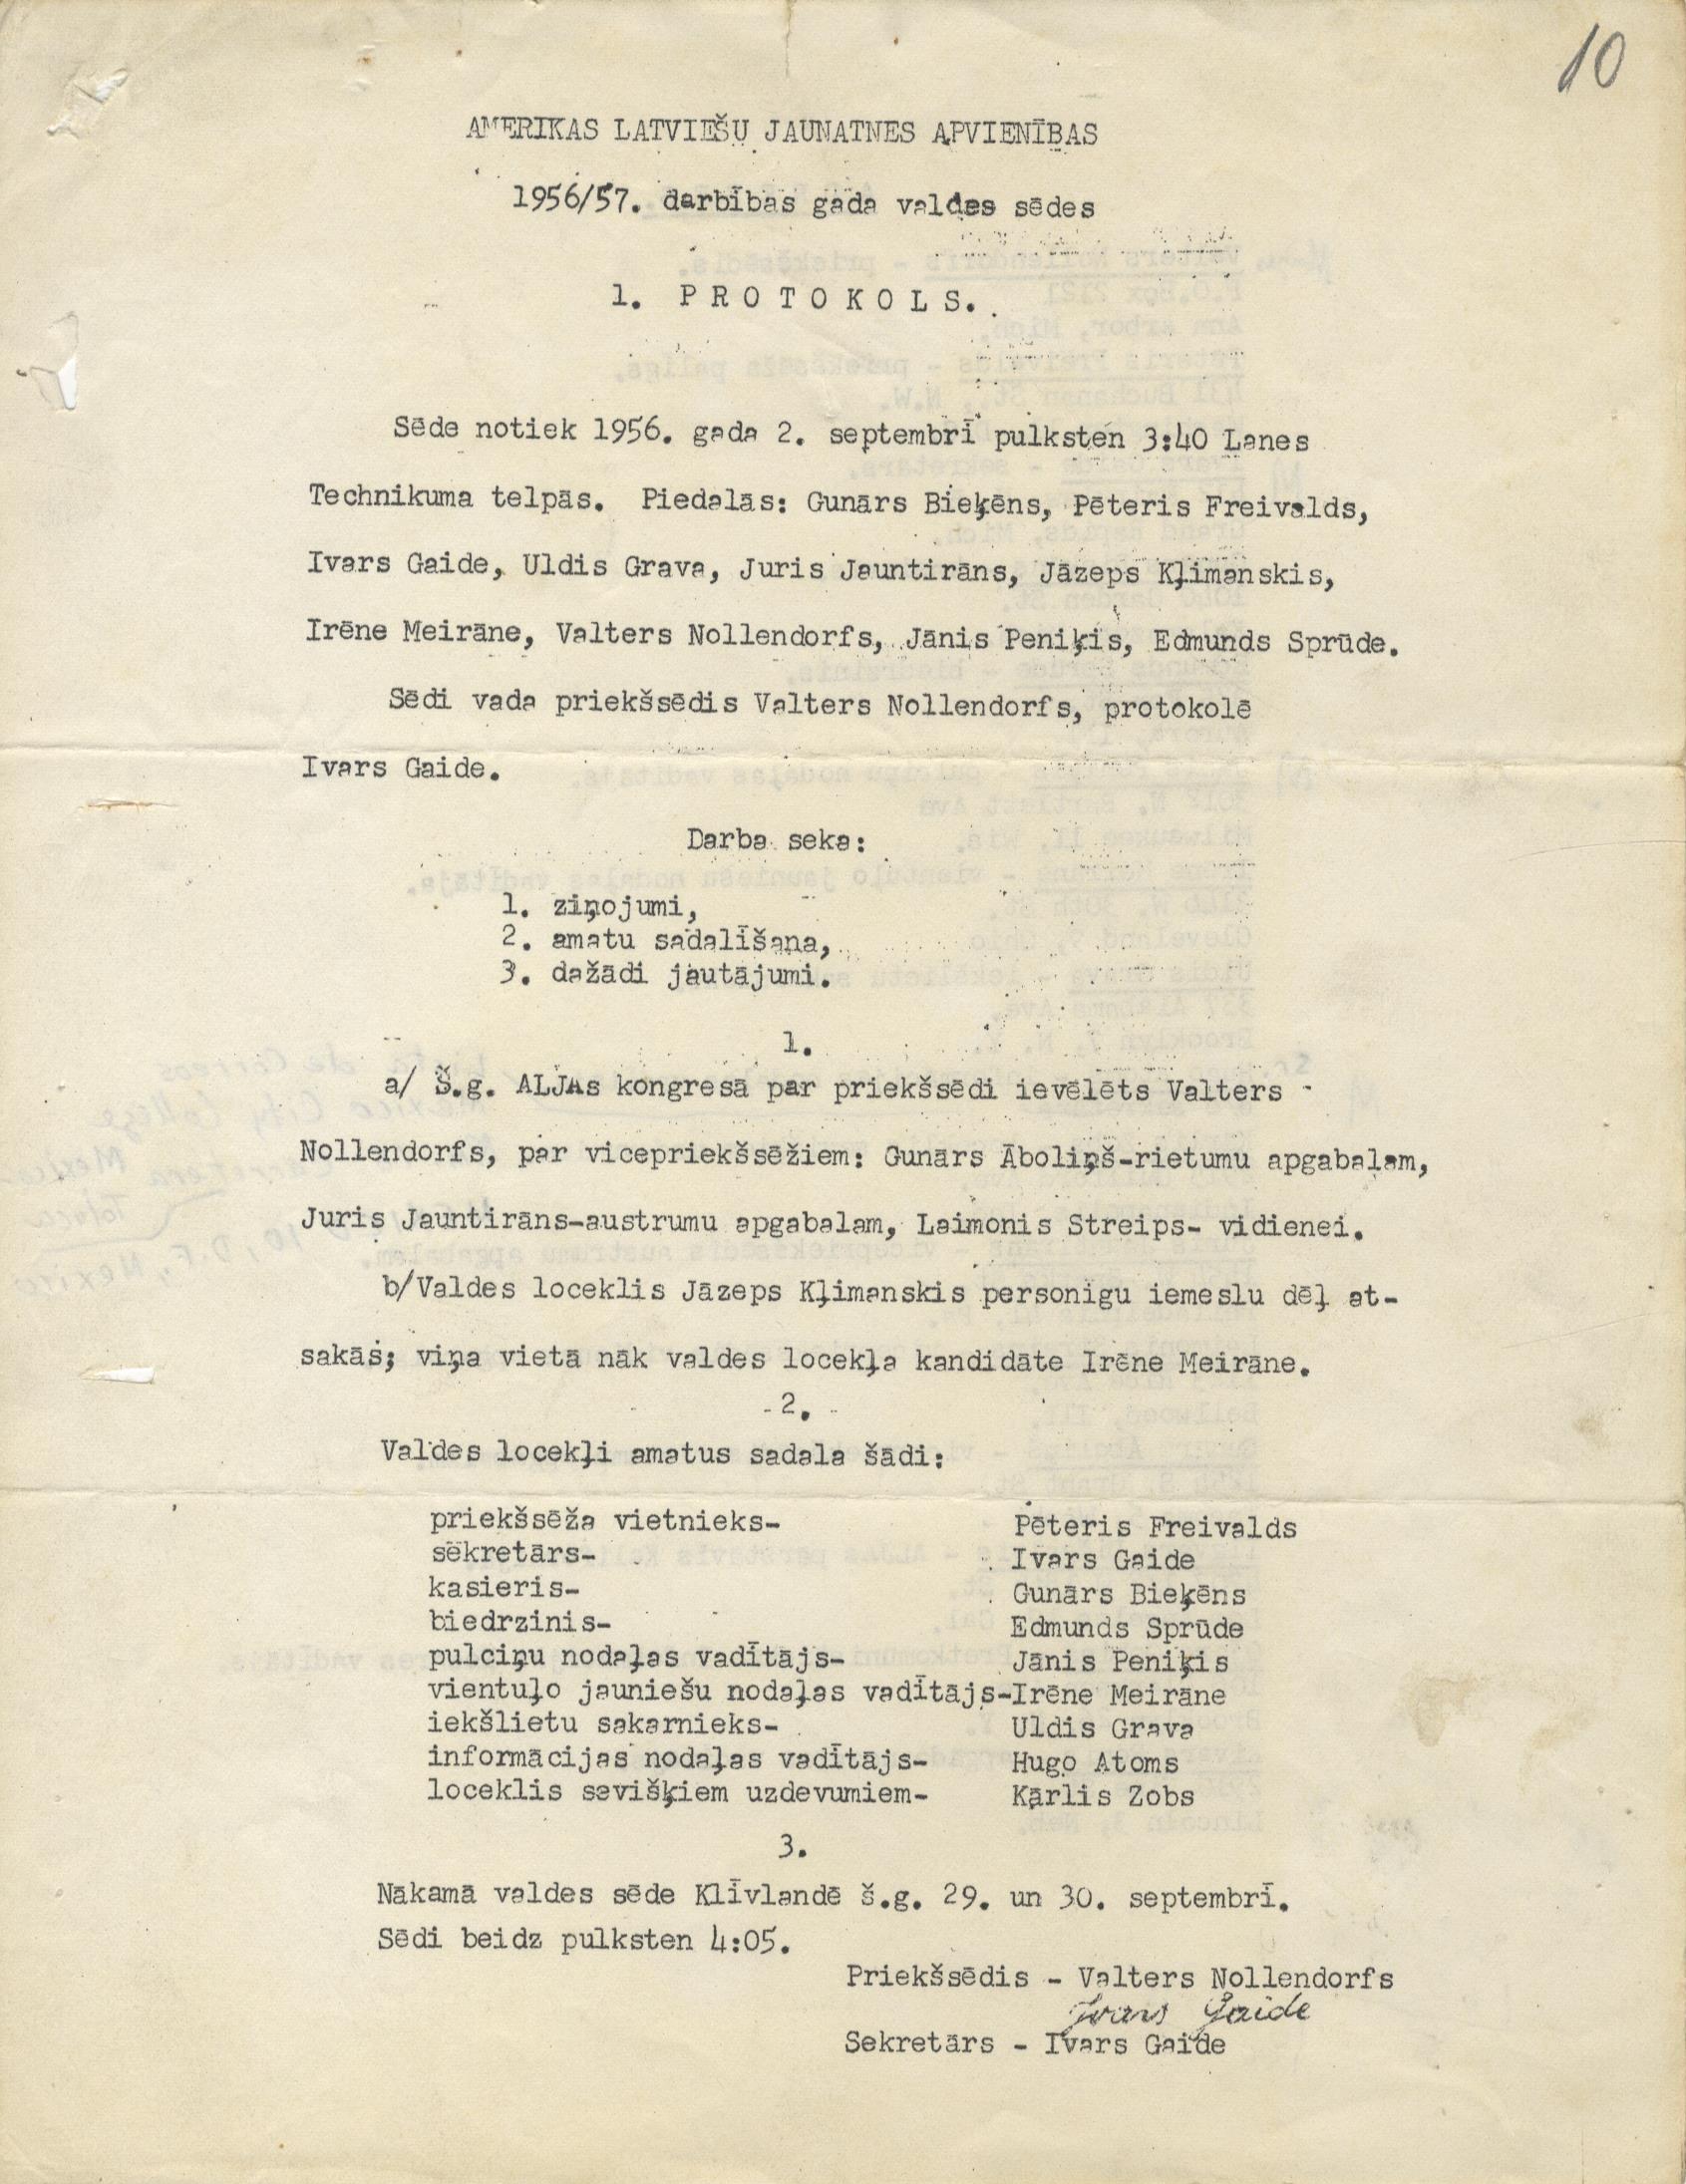 10
AMERIKAS LATVIEŠU JAUNATNES APVIENĪBAS
1956/57. darbības gada valdes sēdes
1. PROTOKOLS.
Sēde notiek 1956. gada 2. septembrī pulksten 3:40 Lanes
Technikuma telpās. Piedalās: Gunārs Bieķēns, Pēteris Freivalds,
Ivars Gaide, Uldis Grava, Juris Jauntirāns, Jāzeps Kļimanskis,
Irēne Meirāne, Valters Nollendorfs, Jānis Peniķis, Edmunds Sprūde.
Sēdi vada priekšsēdis Valters Nollendorfs, protokolē
Ivars Gaide.
Darba seka:
1. ziņojumi,
2. amatu sadalīšana,
3. dažādi jautājumi.
1.
a/ Š.g. ALJAs kongresā par priekšsēdi ievēlēts Valters
Nollendorfs, par vicepriekšsēžiem: Gunārs Āboliņš-rietumu apgabalam,
Juris Jauntirāns-austrumu apgabalam, Laimonis Streips- vidienei.
b/Valdes loceklis Jāzeps Kļimanskis personigu iemeslu dēļ at-
sakās; viņa vietā nāk valdes locekļa kandidāte Irēne Meirāne.
2.
Valdes locekļi amatus sadala šādi:
priekšsēža vietnieks- Pēteris Freivalds
sekretārs- Ivars Gaide
kasieris- Gunārs Bieķēns
biedrzinis- Edmunds Sprūde
pulciņu nodaļas vadītājs- Jānis Peniķis
vientuļo jauniešu nodaļas vadītājs-Irēne Meirāne
iekšlietu sakarnieks- Uldis Grava
informācijas nodaļas vadītājs- Hugo Atoms
loceklis sevišķiem uzdevumiem- Kārlis Zobs
3.
Nākamā valdes sēde Klīvlandē š.g. 29. un 30. septembrī.
Sēdi beidz pulksten 4:05.
Priekšsēdis - Valters Nollendorfs
Ivars Gaide
Sekretārs - Ivars Gaide